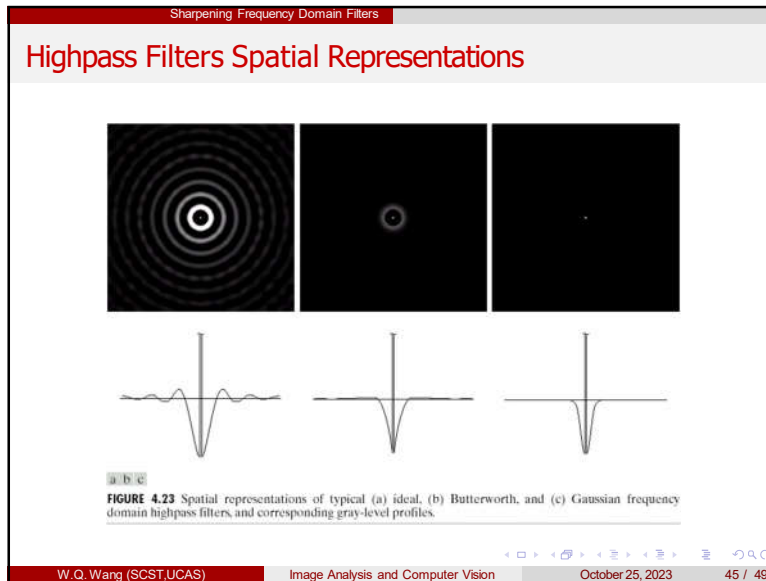 Sharpening Frequency Domain Filters
Highpass Filters Spatial Representations
a b c
FIGURE 4.23 Spatial representations of typical (a) ideal, (b) Butterworth, and (c) Gaussian frequency
domain highpass filters, and corresponding gray-level profiles.
W.Q. Wang (SCST,UCAS) Image Analysis and Computer Vision October 25, 2023 45 / 49